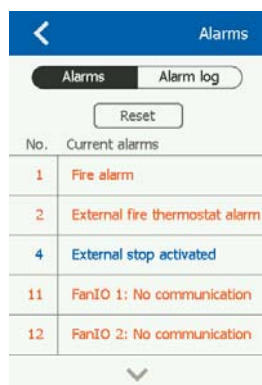 Alarms
Alarms Alarm log
Reset
No. Current alarms
1 Fire alarm
2 External fire thermostat alarm
4 External stop activated
11 FanIO 1: No communication
12 FanIO 2: No communication